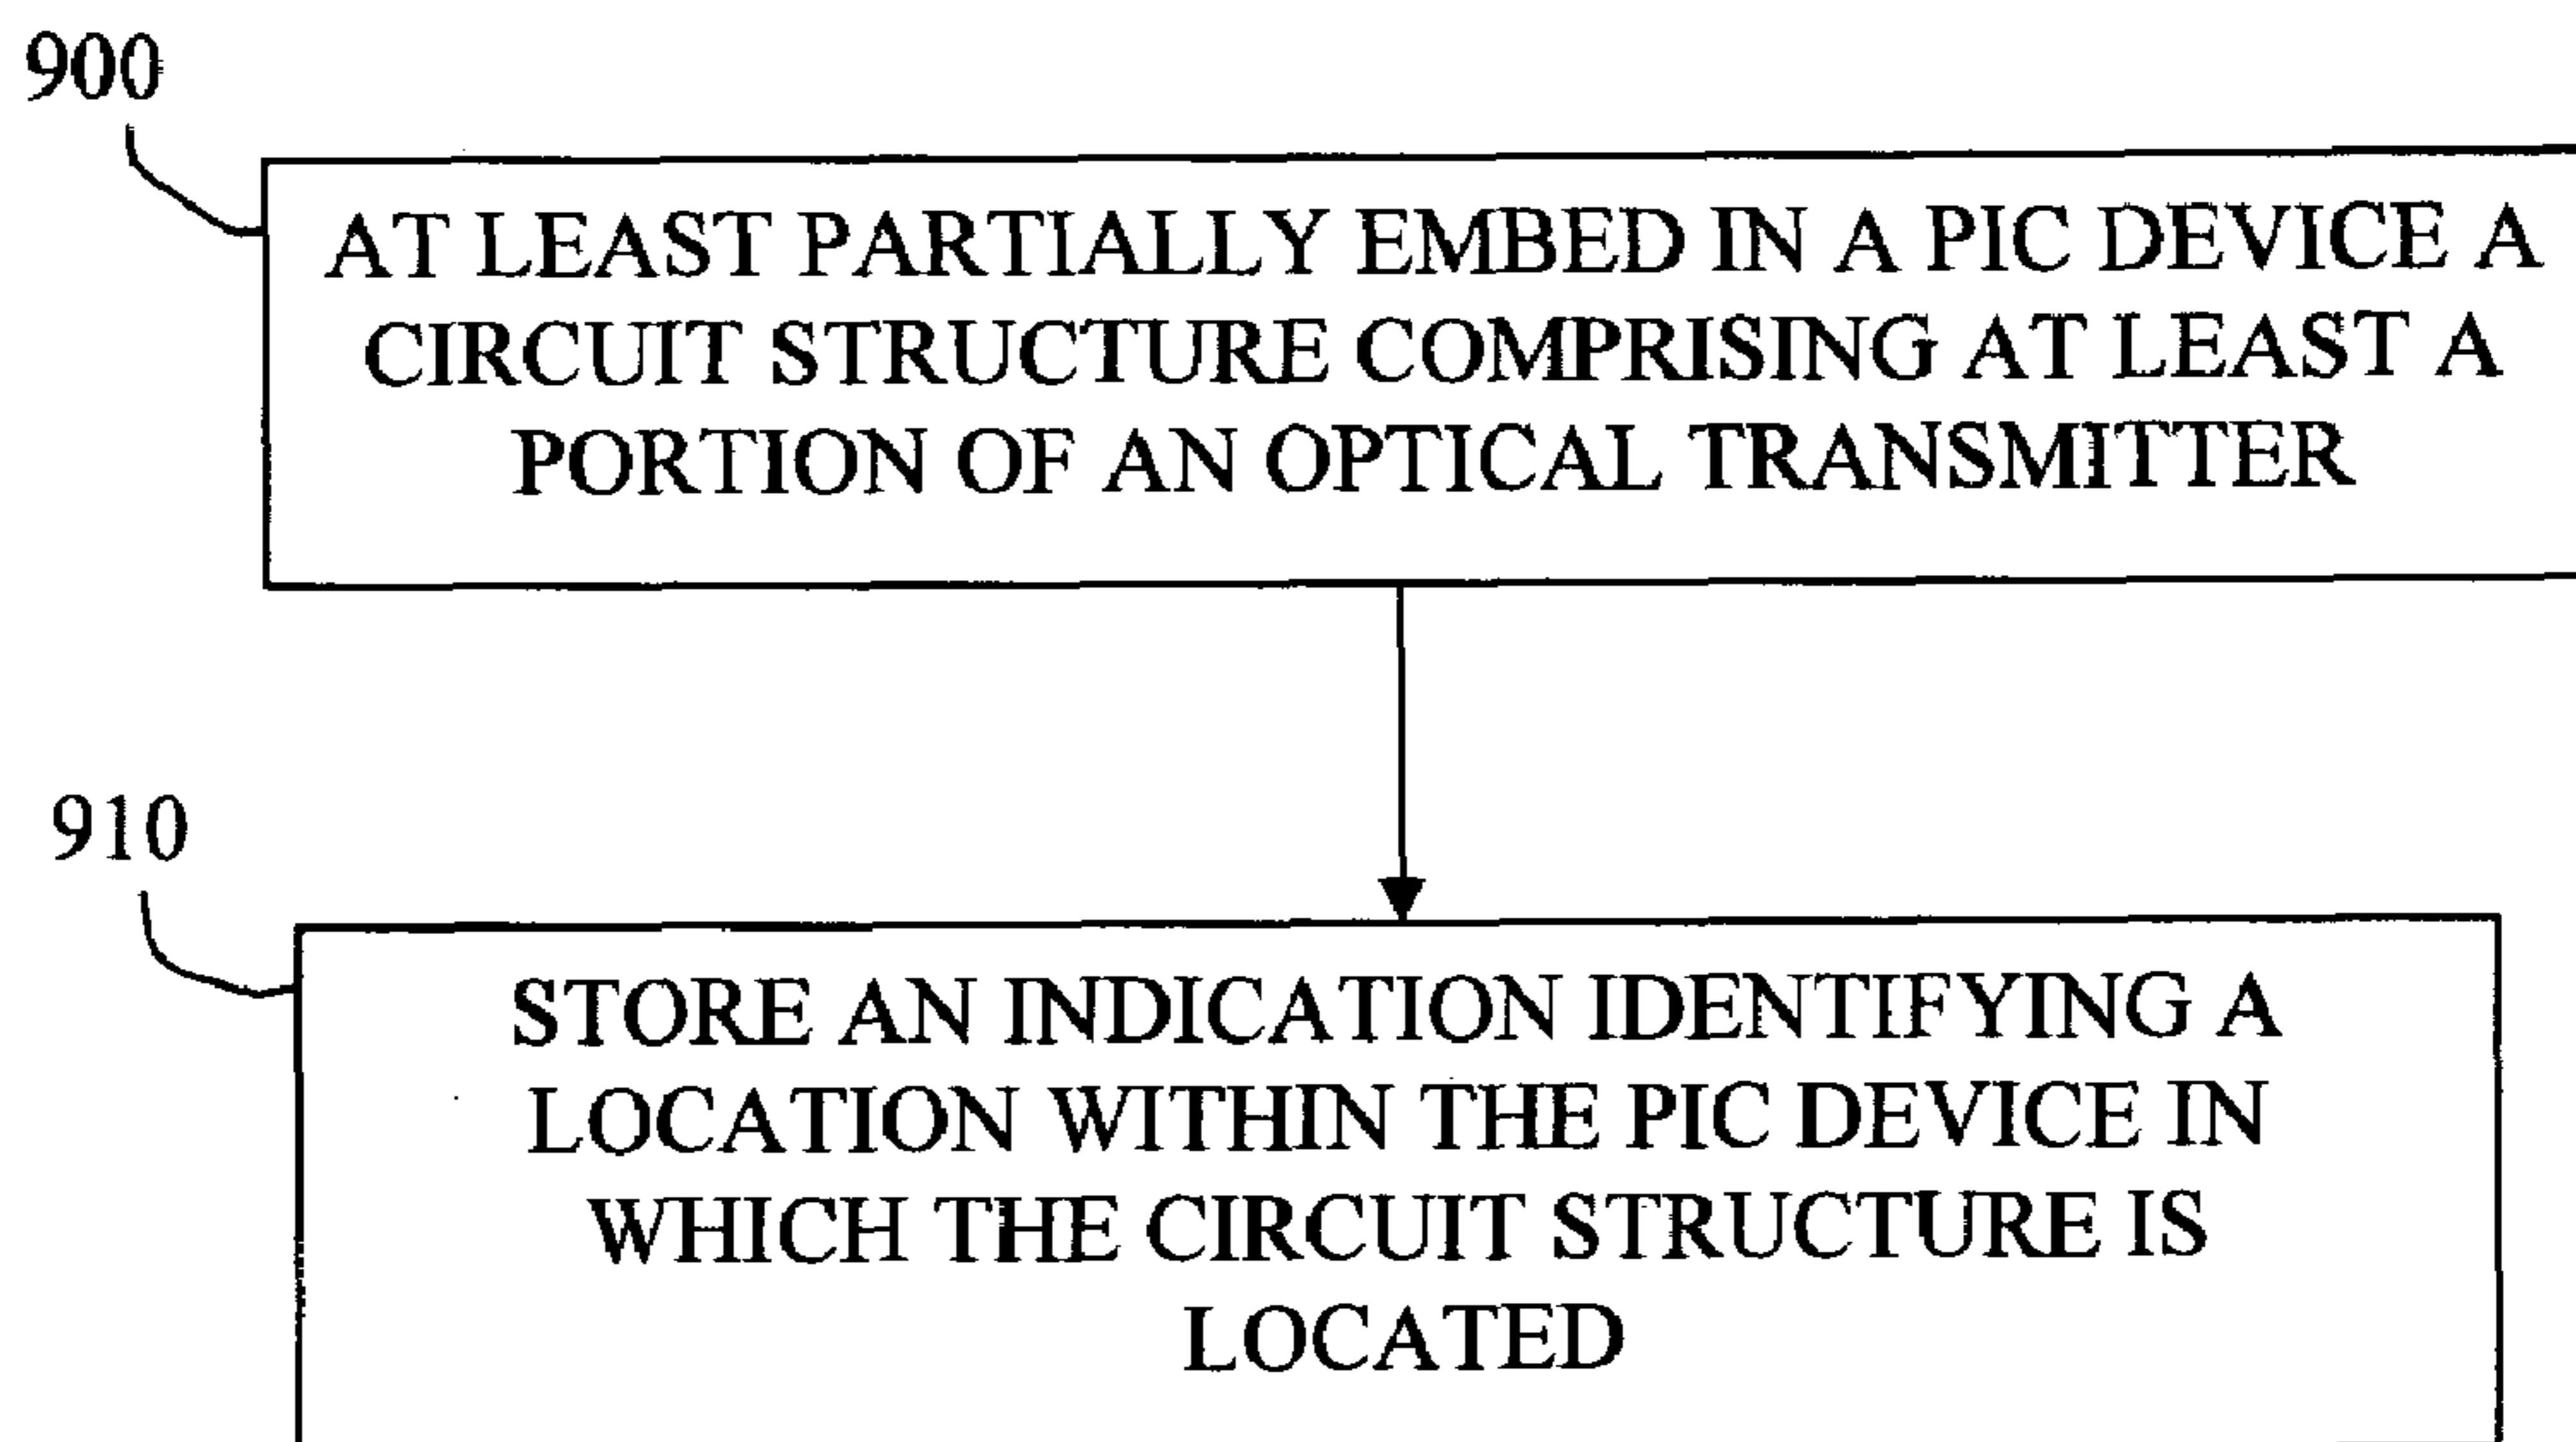 900
AT LEAST PARTIALLY EMBED IN A PIC DEVICE A
CIRCUIT STRUCTURE COMPRISING AT LEAST A
PORTION OF AN OPTICAL TRANSMITTER
910
STORE AN INDICATION IDENTIFYING A
LOCATION WITHIN THE PIC DEVICE IN
WHICH THE CIRCUIT STRUCTURE IS
LOCATED